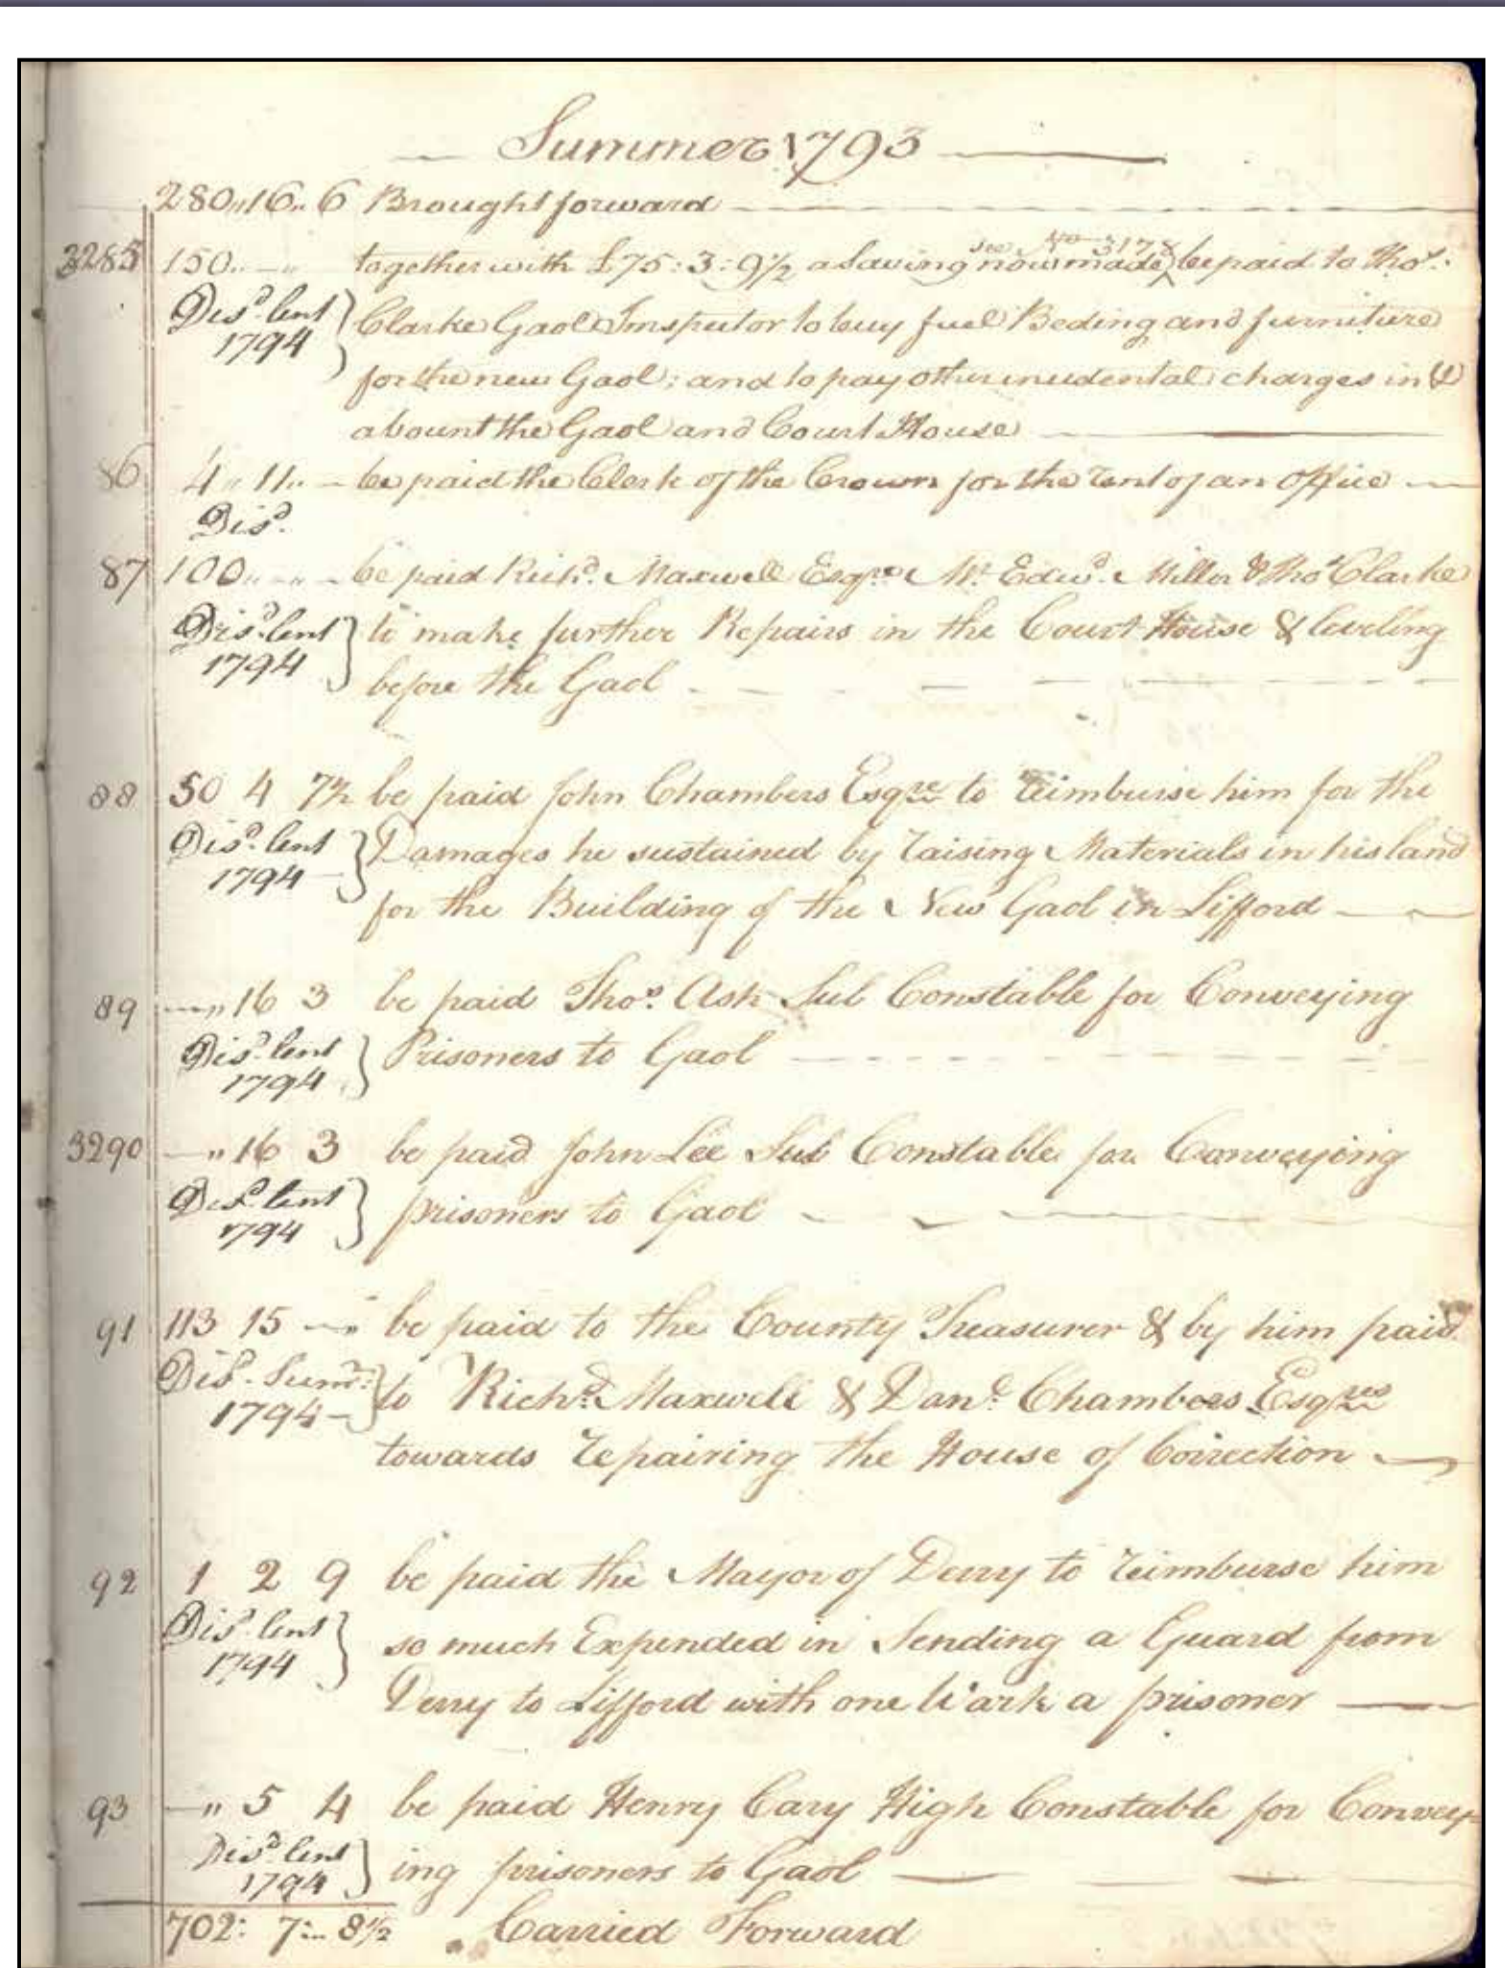 Summer 1793
280 „ 16 „ 6 Brought forward
3285 150 „ — „ together with £75 : 3 : 9½ a Saving now made see No 3178 be paid to Thos.
Disd. lent 1794 Clarke Gaol Inspector to buy fuel Beding and furniture
for the new Gaol ; and to pay other incidental charges in &
abount the Gaol and Court House
86 4 „ 11 „ — be paid the Clerk of the Crown for the rent of an Office
Disd.
87 100 „ — „ — be paid Richd. Maxwell Esqre. Mr. Edwd. Miller & Thos Clarke
Disd. lent 1794 to make further Repairs in the Court House & leveling
before the Gaol
88 50 4 7½ be paid John Chambers Esqre to reimburse him for the
Disd. lent 1794 Damages he sustained by raising Materials in his land
for the Building of the New Gaol in Lifford
89 — „ 16 3 be paid Thos. Ash Sub Constable for Conveying
Disd. lent 1794 Prisoners to Gaol
3290 — „ 16 3 be paid John Lee Sub Constable for Conveying
Disd. lent 1794 prisoners to Gaol
91 113 15 — „ be paid to the County Treasurer & by him paid
Disd. Sumr. 1794 to Richd. Maxwell & Danl. Chambers Esqres
towards repairing the House of Correction
92 1 2 9 be paid the Mayor of Derry to reimburse him
Disd. lent 1794 so much Expended in Sending a Guard from
Derry to Lifford with one a prisoner
93 — „ 5 4 be paid Henry Cary High Constable for Convey
Disd. lent 1794 ing prisoners to Gaol
702 : 7 : 8½ Carried Forward